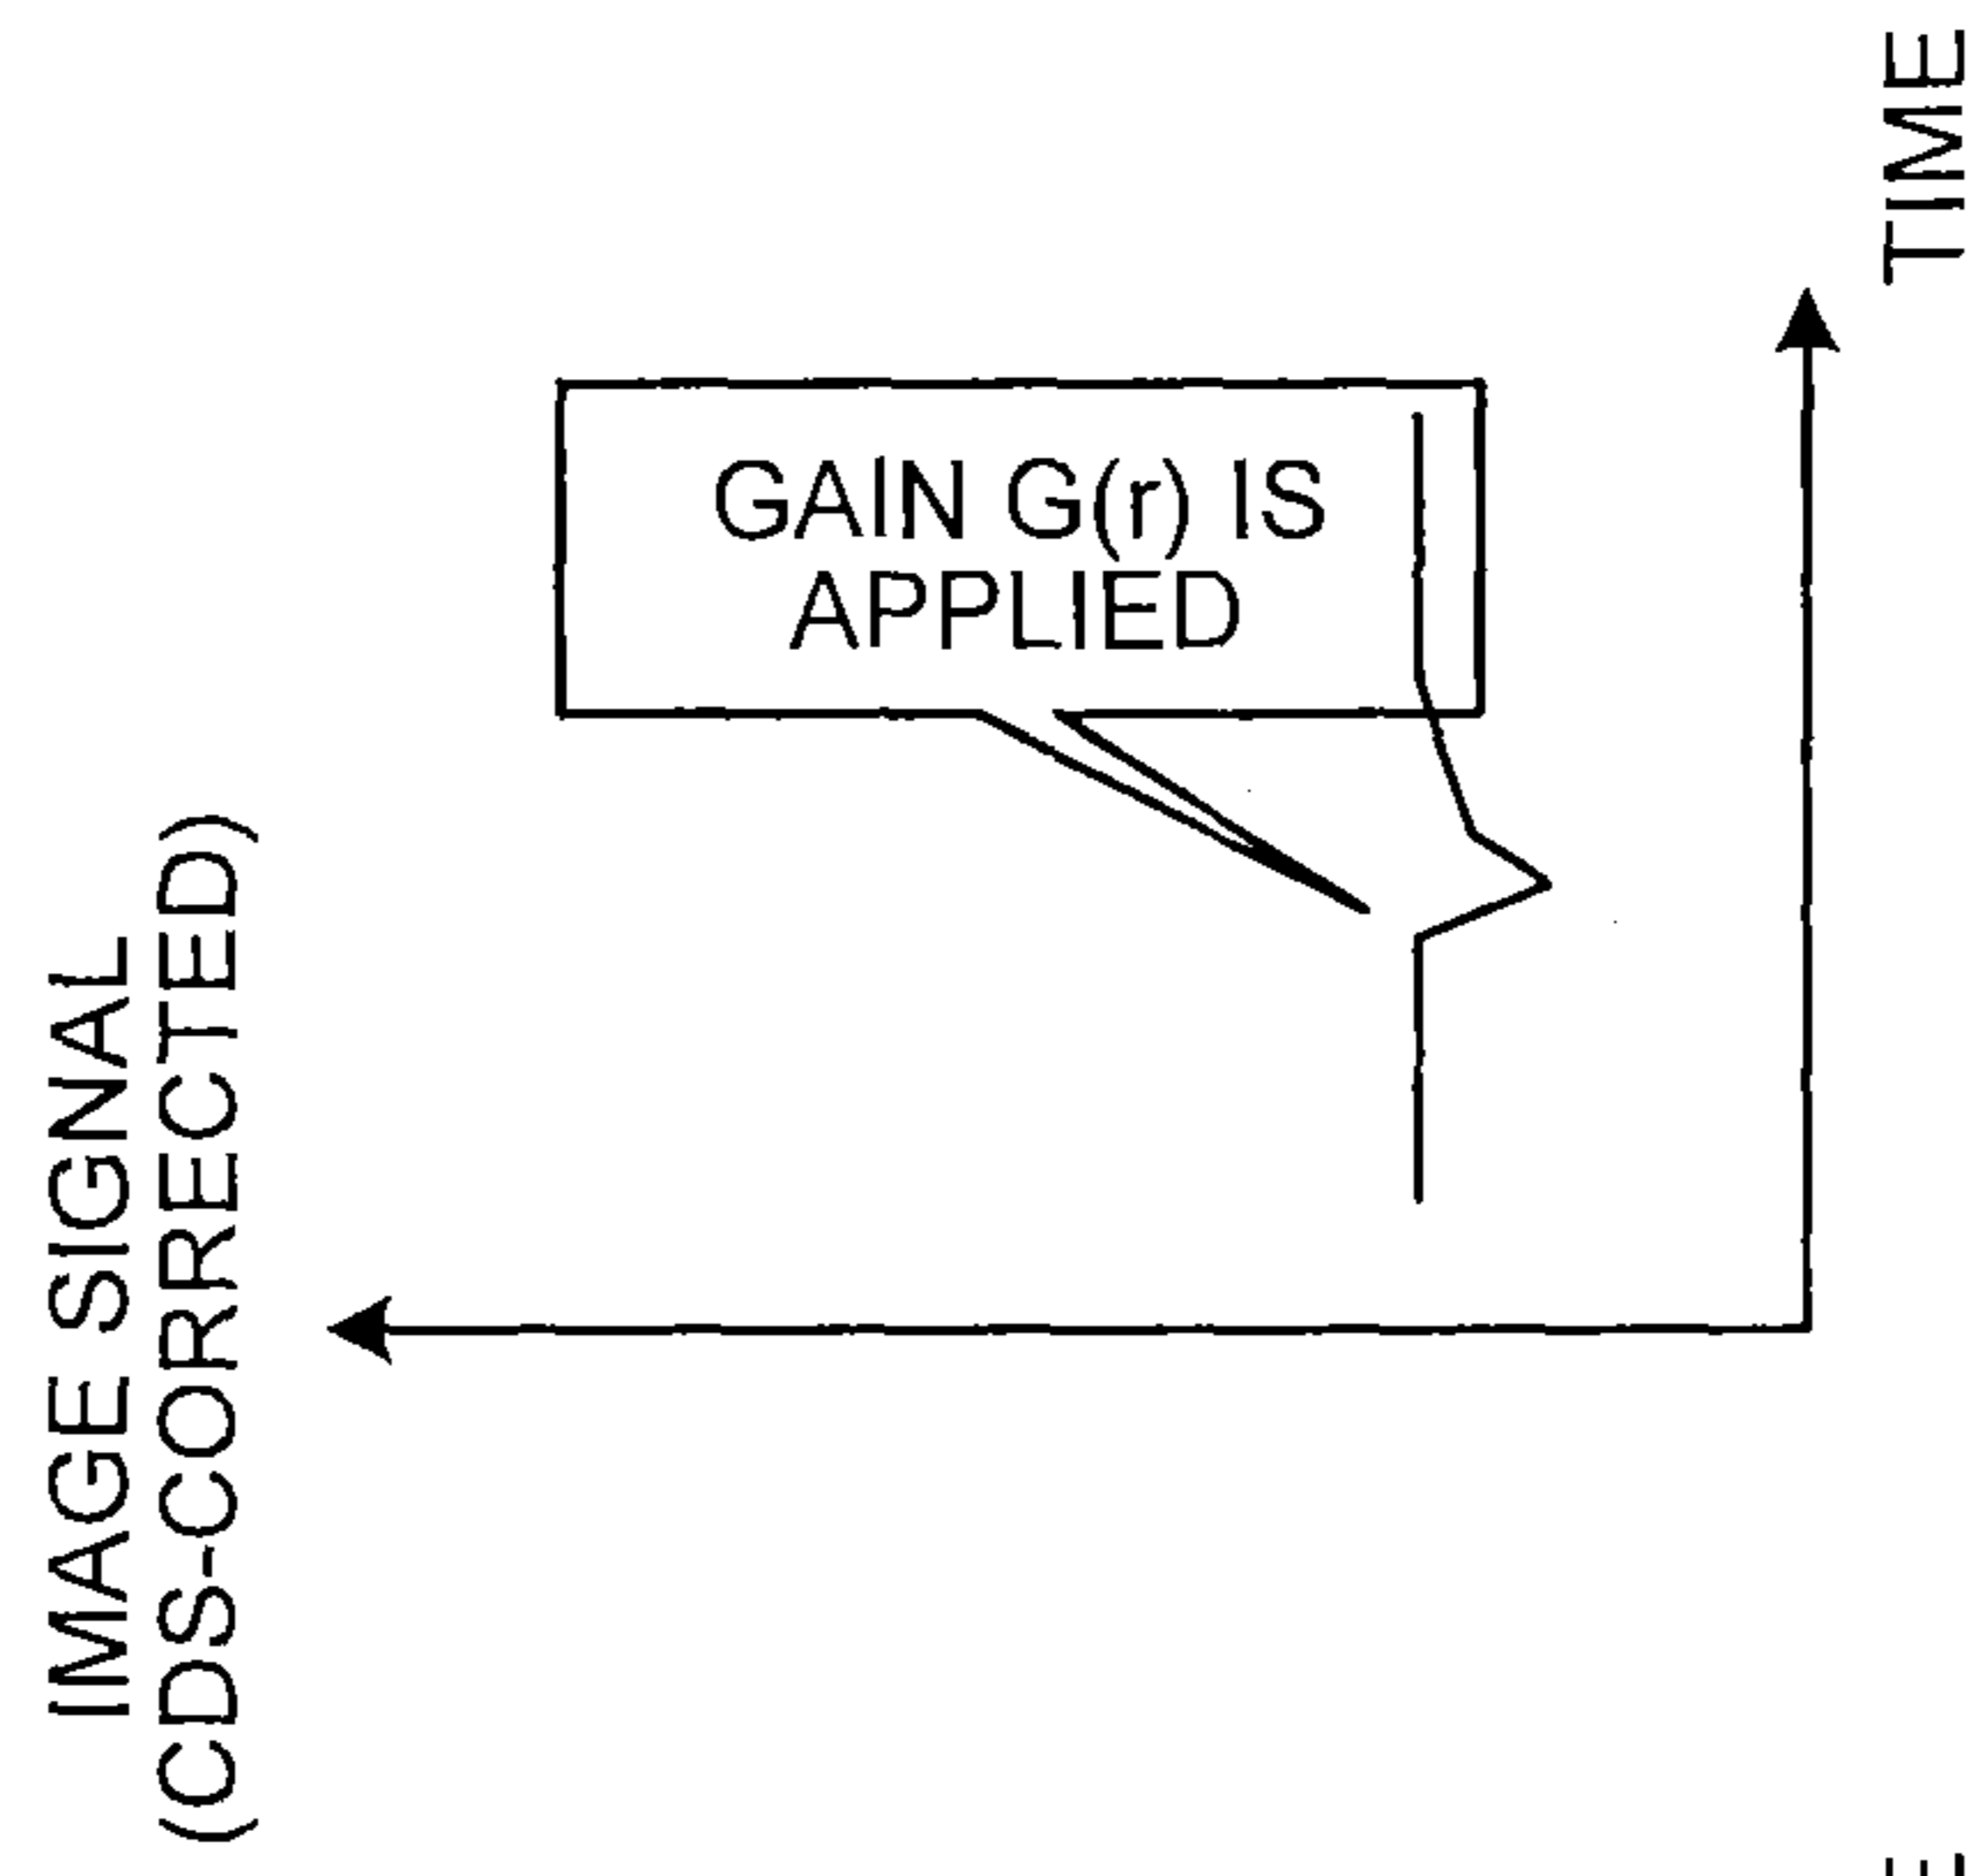 IMAGE SIGNAL
(CDS-CORRECTED)
GAIN G(r) IS
APPLIED
TIME